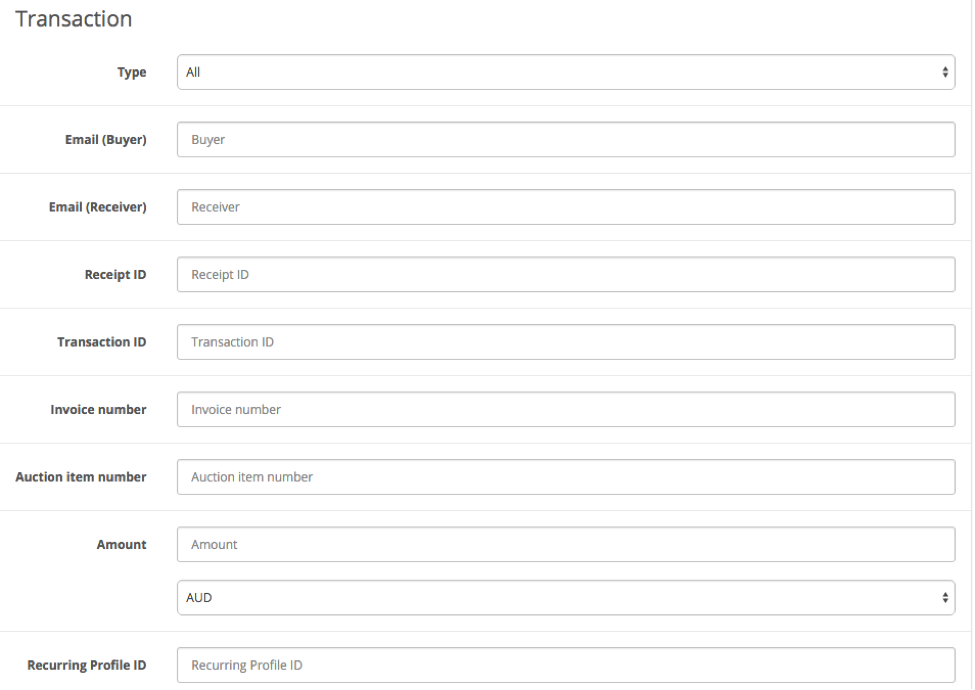 Transaction
Type All
Email (Buyer) Buyer
Email (Receiver) Receiver
Receipt ID Receipt ID
Transaction ID Transaction ID
Invoice number Invoice number
Auction item number Auction item number
Amount Amount
AUD
Recurring Profile ID Recurring Profile ID